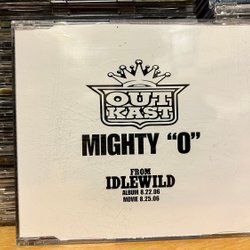 OUT
KAST
MIGHTY "O"
FROM
IDLEWILD
ALBUM 8.22.06
MOVIE 8.25.06